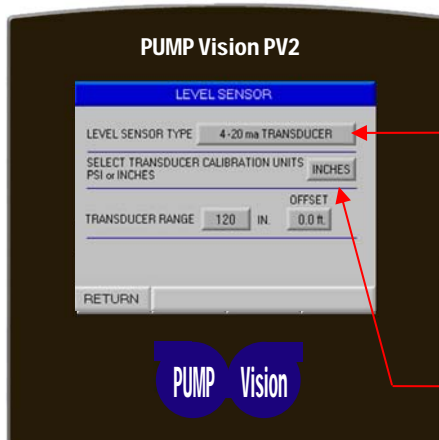 PUMP Vision PV2
LEVEL SENSOR
LEVEL SENSOR TYPE 4-20 ma TRANSDUCER
SELECT TRANSDUCER CALIBRATION UNITS
PSI or INCHES INCHES
OFFSET
TRANSDUCER RANGE 120 IN. 0.0 ft.
RETURN
PUMP Vision